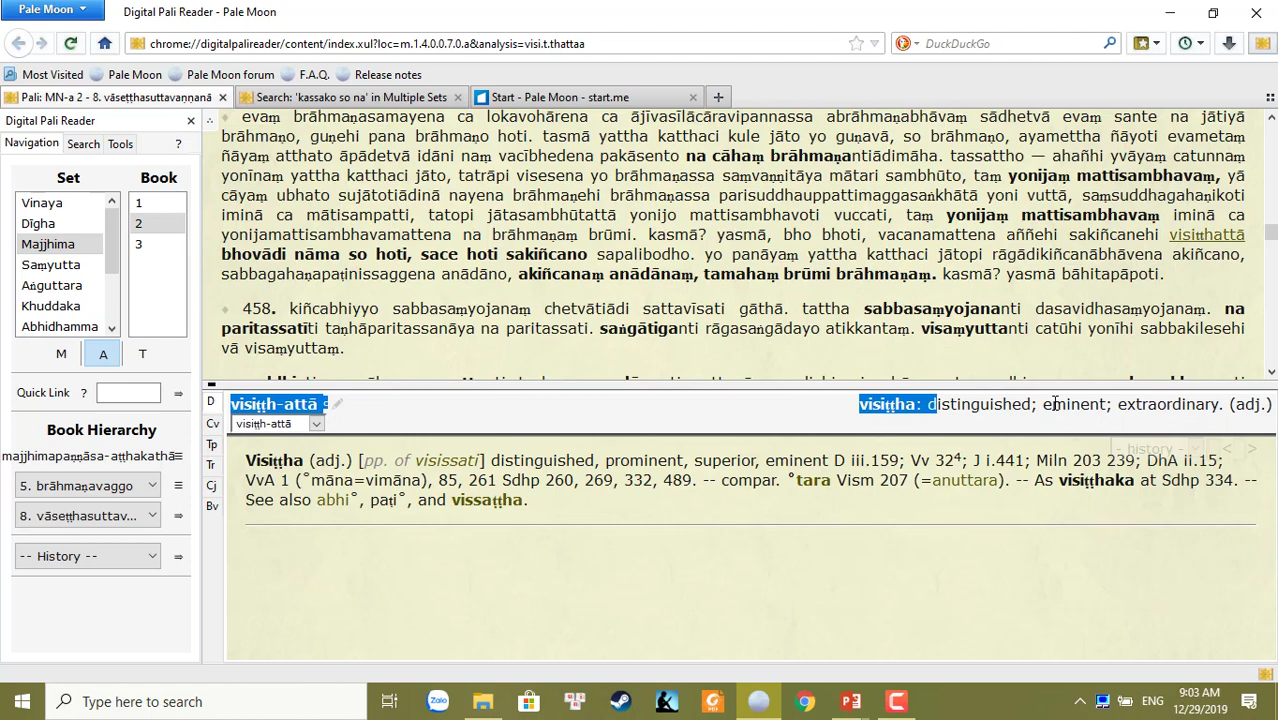 Pale Moon
Digital Pali Reader - Pale Moon
chrome://digitalpalireader/content/index.xul?loc=m.1.4.0.0.7.0.a&analysis=visi.t.thattaa
DuckDuckGo
Most Visited Pale Moon Pale Moon forum F.A.Q. Release notes
Pali: MN-a 2 - 8. vāseṭṭhasuttavaṇṇanā
Search: 'kassako so na' in Multiple Sets
Start - Pale Moon - start.me
Digital Pali Reader
Navigation Search Tools ?
Set Book
Vinaya 1
Dīgha 2
Majjhima 3
Saṃyutta
Aṅguttara
Khuddaka
Abhidhamma
M A T
Quick Link ? ⇒
Book Hierarchy
majjhimapaṇṇāsa-aṭṭhakathā
5. brāhmaṇavaggo
8. vāseṭṭhasuttav...
-- History --
evaṃ brāhmaṇasamayena ca lokavohārena ca ājīvasīlācāravipannassa abrāhmaṇabhāvaṃ sādhetvā evaṃ sante na jātiyā
brāhmaṇo, guṇehi pana brāhmaṇo hoti. tasmā yattha katthaci kule jāto yo guṇavā, so brāhmaṇo, ayamettha ñāyoti evametaṃ
ñāyaṃ atthato āpādetvā idāni naṃ vacībhedena pakāsento na cāhaṃ brāhmaṇantiādimāha. tassattho — ahañhi yvāyaṃ catunnaṃ
yonīnaṃ yattha katthaci jāto, tatrāpi visesena yo brāhmaṇassa saṃvaṇṇitāya mātari sambhūto, taṃ yonijaṃ mattisambhavaṃ, yā
cāyaṃ ubhato sujātotiādinā nayena brāhmaṇehi brāhmaṇassa parisuddhauppattimaggasaṅkhātā yoni vuttā, saṃsuddhagahaṇikoti
iminā ca mātisampatti, tatopi jātasambhūtattā yonijo mattisambhavoti vuccati, taṃ yonijaṃ mattisambhavaṃ iminā ca
yonijamattisambhavamattena na brāhmaṇaṃ brūmi. kasmā? yasmā, bho bhoti, vacanamattena aññehi sakiñcanehi visiṭṭhattā
bhovādi nāma so hoti, sace hoti sakiñcano sapalibodho. yo panāyaṃ yattha katthaci jātopi rāgādikiñcanābhāvena akiñcano,
sabbagahaṇapaṭinissaggena anādāno, akiñcanaṃ anādānaṃ, tamahaṃ brūmi brāhmaṇaṃ. kasmā? yasmā bāhitapāpoti.
458. kiñcabhiyyo sabbasaṃyojanaṃ chetvātiādi sattavīsati gāthā. tattha sabbasaṃyojananti dasavidhasaṃyojanaṃ. na
paritassatīti taṇhāparitassanāya na paritassati. saṅgātiganti rāgasaṅgādayo atikkantaṃ. visaṃyuttanti catūhi yonīhi sabbakilesehi
vā visaṃyuttaṃ.
D visiṭṭh-attā visiṭṭha: distinguished; eminent; extraordinary. (adj.)
Cv visiṭṭh-attā
- history -
Tp
Tr
Cj
Bv
Visiṭṭha (adj.) [pp. of visissati] distinguished, prominent, superior, eminent D iii.159; Vv 32⁴; J i.441; Miln 203 239; DhA ii.15;
VvA 1 (˚māna=vimāna), 85, 261 Sdhp 260, 269, 332, 489. -- compar. ˚tara Vism 207 (=anuttara). -- As visiṭṭhaka at Sdhp 334. --
See also abhi˚, paṭi˚, and vissaṭṭha.
Type here to search
ENG
9:03 AM
12/29/2019